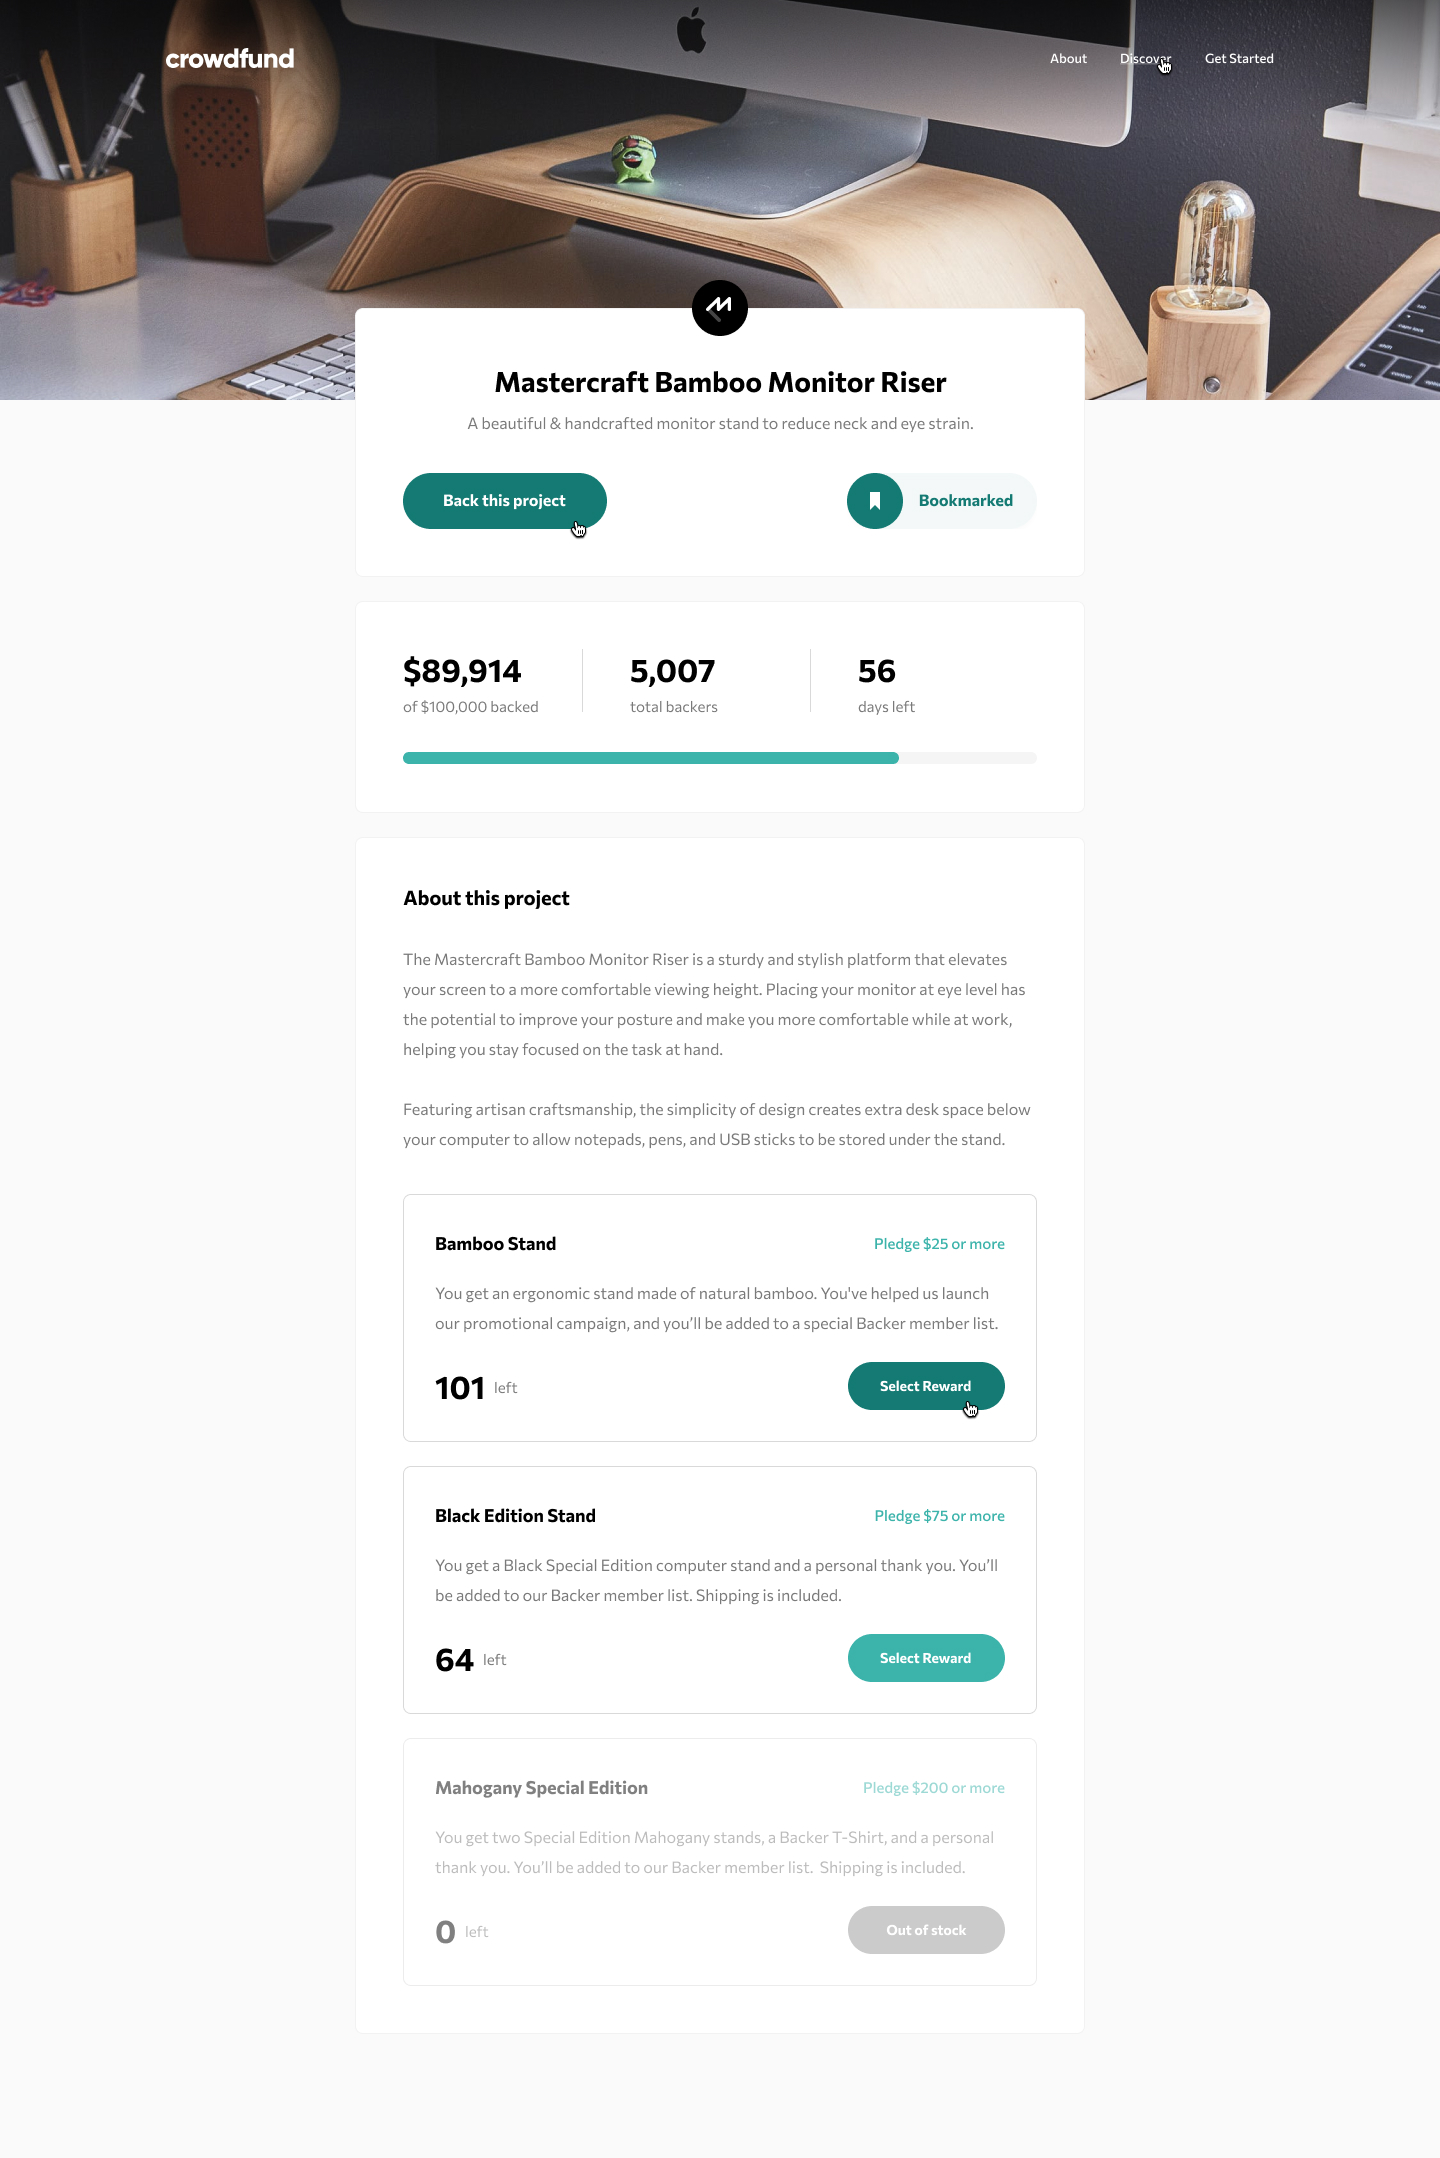 crowdfund
About
Discover
Get Started
Mastercraft Bamboo Monitor Riser
A beautiful & handcrafted monitor stand to reduce neck and eye strain.
Back this project
Bookmarked
$89,914
of $100,000 backed
5,007
total backers
56
days left
About this project
The Mastercraft Bamboo Monitor Riser is a sturdy and stylish platform that elevates
your screen to a more comfortable viewing height. Placing your monitor at eye level has
the potential to improve your posture and make you more comfortable while at work,
helping you stay focused on the task at hand.
Featuring artisan craftsmanship, the simplicity of design creates extra desk space below
your computer to allow notepads, pens, and USB sticks to be stored under the stand.
Bamboo Stand
Pledge $25 or more
You get an ergonomic stand made of natural bamboo. You've helped us launch
our promotional campaign, and you’ll be added to a special Backer member list.
101 left
Select Reward
Black Edition Stand
Pledge $75 or more
You get a Black Special Edition computer stand and a personal thank you. You’ll
be added to our Backer member list. Shipping is included.
64 left
Select Reward
Mahogany Special Edition
Pledge $200 or more
You get two Special Edition Mahogany stands, a Backer T-Shirt, and a personal
thank you. You’ll be added to our Backer member list.  Shipping is included.
0 left
Out of stock